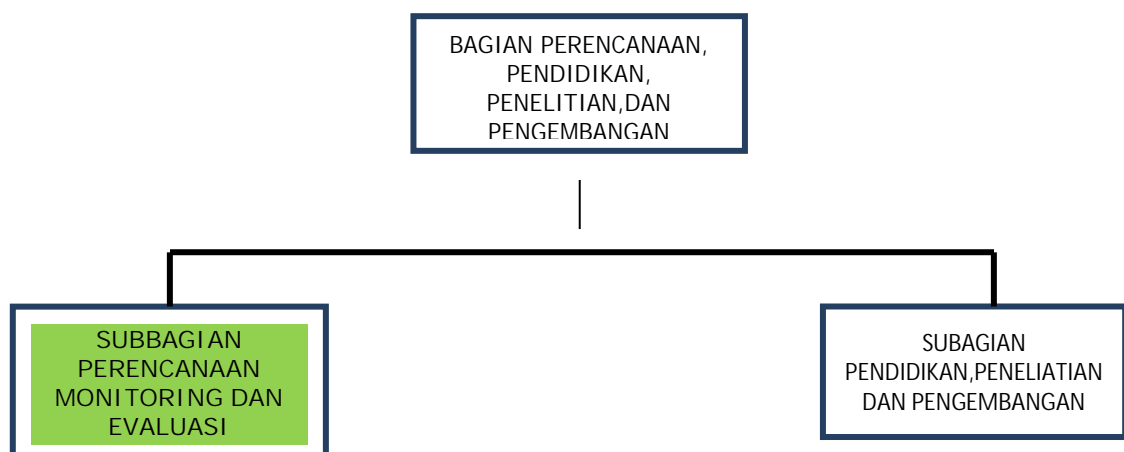 BAGIAN PERENCANAAN,
PENDIDIKAN,
PENELITIAN,DAN
PENGEMBANGAN
SUBBAGIAN
PERENCANAAN
MONITORING DAN
EVALUASI
SUBAGIAN
PENDIDIKAN,PENELIATIAN
DAN PENGEMBANGAN